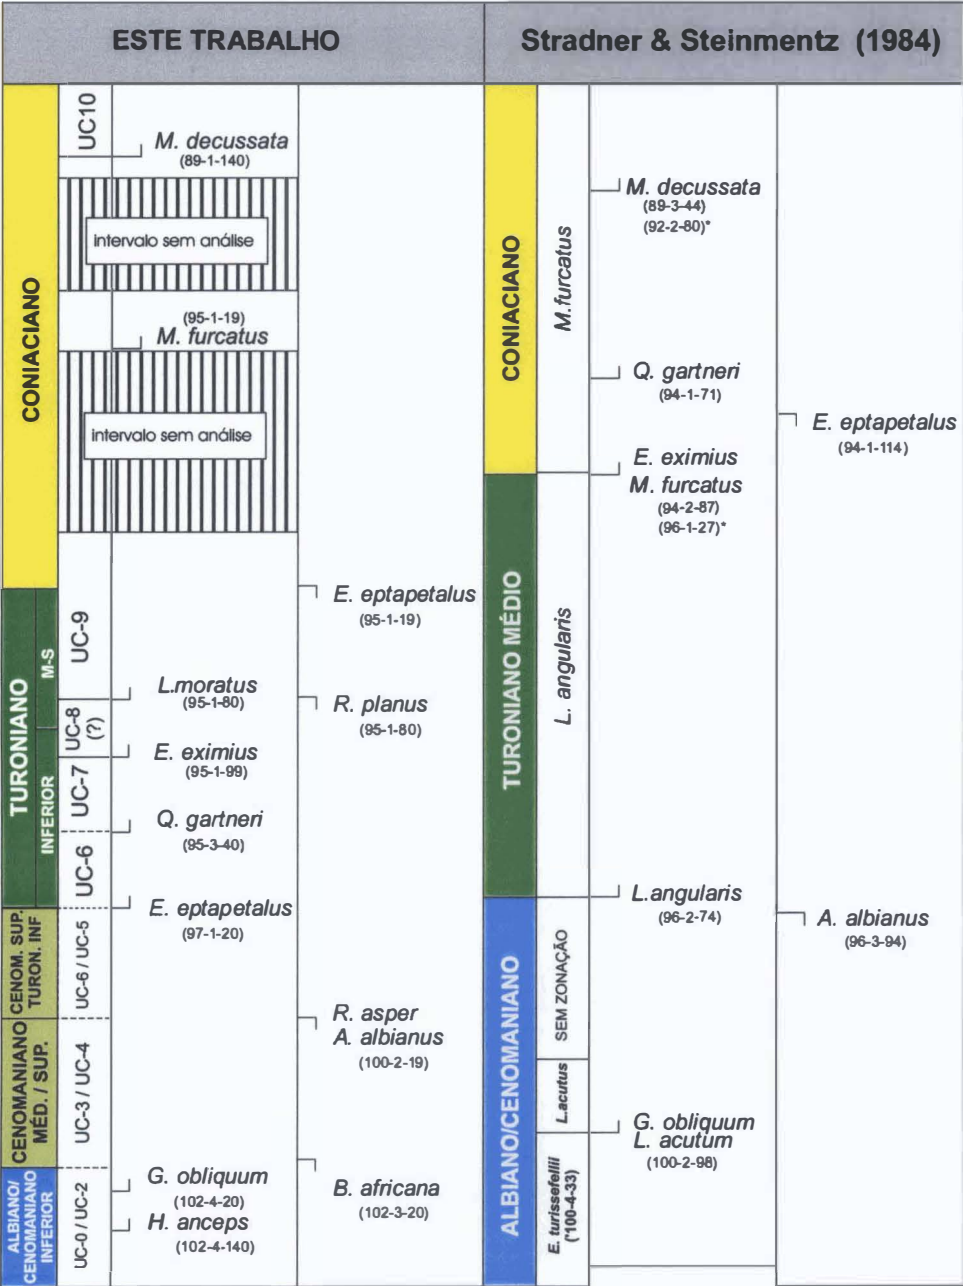 ESTE TRABALHO
Stradner & Steinmentz (1984)
CONIACIANO
TURONIANO
M-S
INFERIOR
CENOM. SUP.
TURON. INF
CENOMANIANO
MÉD. / SUP.
ALBIANO/
CENOMANIANO
INFERIOR
UC10
UC-9
UC-8
(?)
UC-7
UC-6
UC-6 / UC-5
UC-3 / UC-4
UC-0 / UC-2
M. decussata
(89-1-140)
intervalo sem análise
(95-1-19)
M. furcatus
intervalo sem análise
L.moratus
(95-1-80)
E. eximius
(95-1-99)
Q. gartneri
(95-3-40)
E. eptapetalus
(97-1-20)
G. obliquum
(102-4-20)
H. anceps
(102-4-140)
E. eptapetalus
(95-1-19)
R. planus
(95-1-80)
R. asper
A. albianus
(100-2-19)
B. africana
(102-3-20)
CONIACIANO
TURONIANO MÉDIO
ALBIANO/CENOMANIANO
M.furcatus
L. angularis
SEM ZONAÇÃO
L.acutus
E. turissefellii
(*100-4-33)
M. decussata
(89-3-44)
(92-2-80)*
Q. gartneri
(94-1-71)
E. eximius
M. furcatus
(94-2-87)
(96-1-27)*
L.angularis
(96-2-74)
G. obliquum
L. acutum
(100-2-98)
E. eptapetalus
(94-1-114)
A. albianus
(96-3-94)